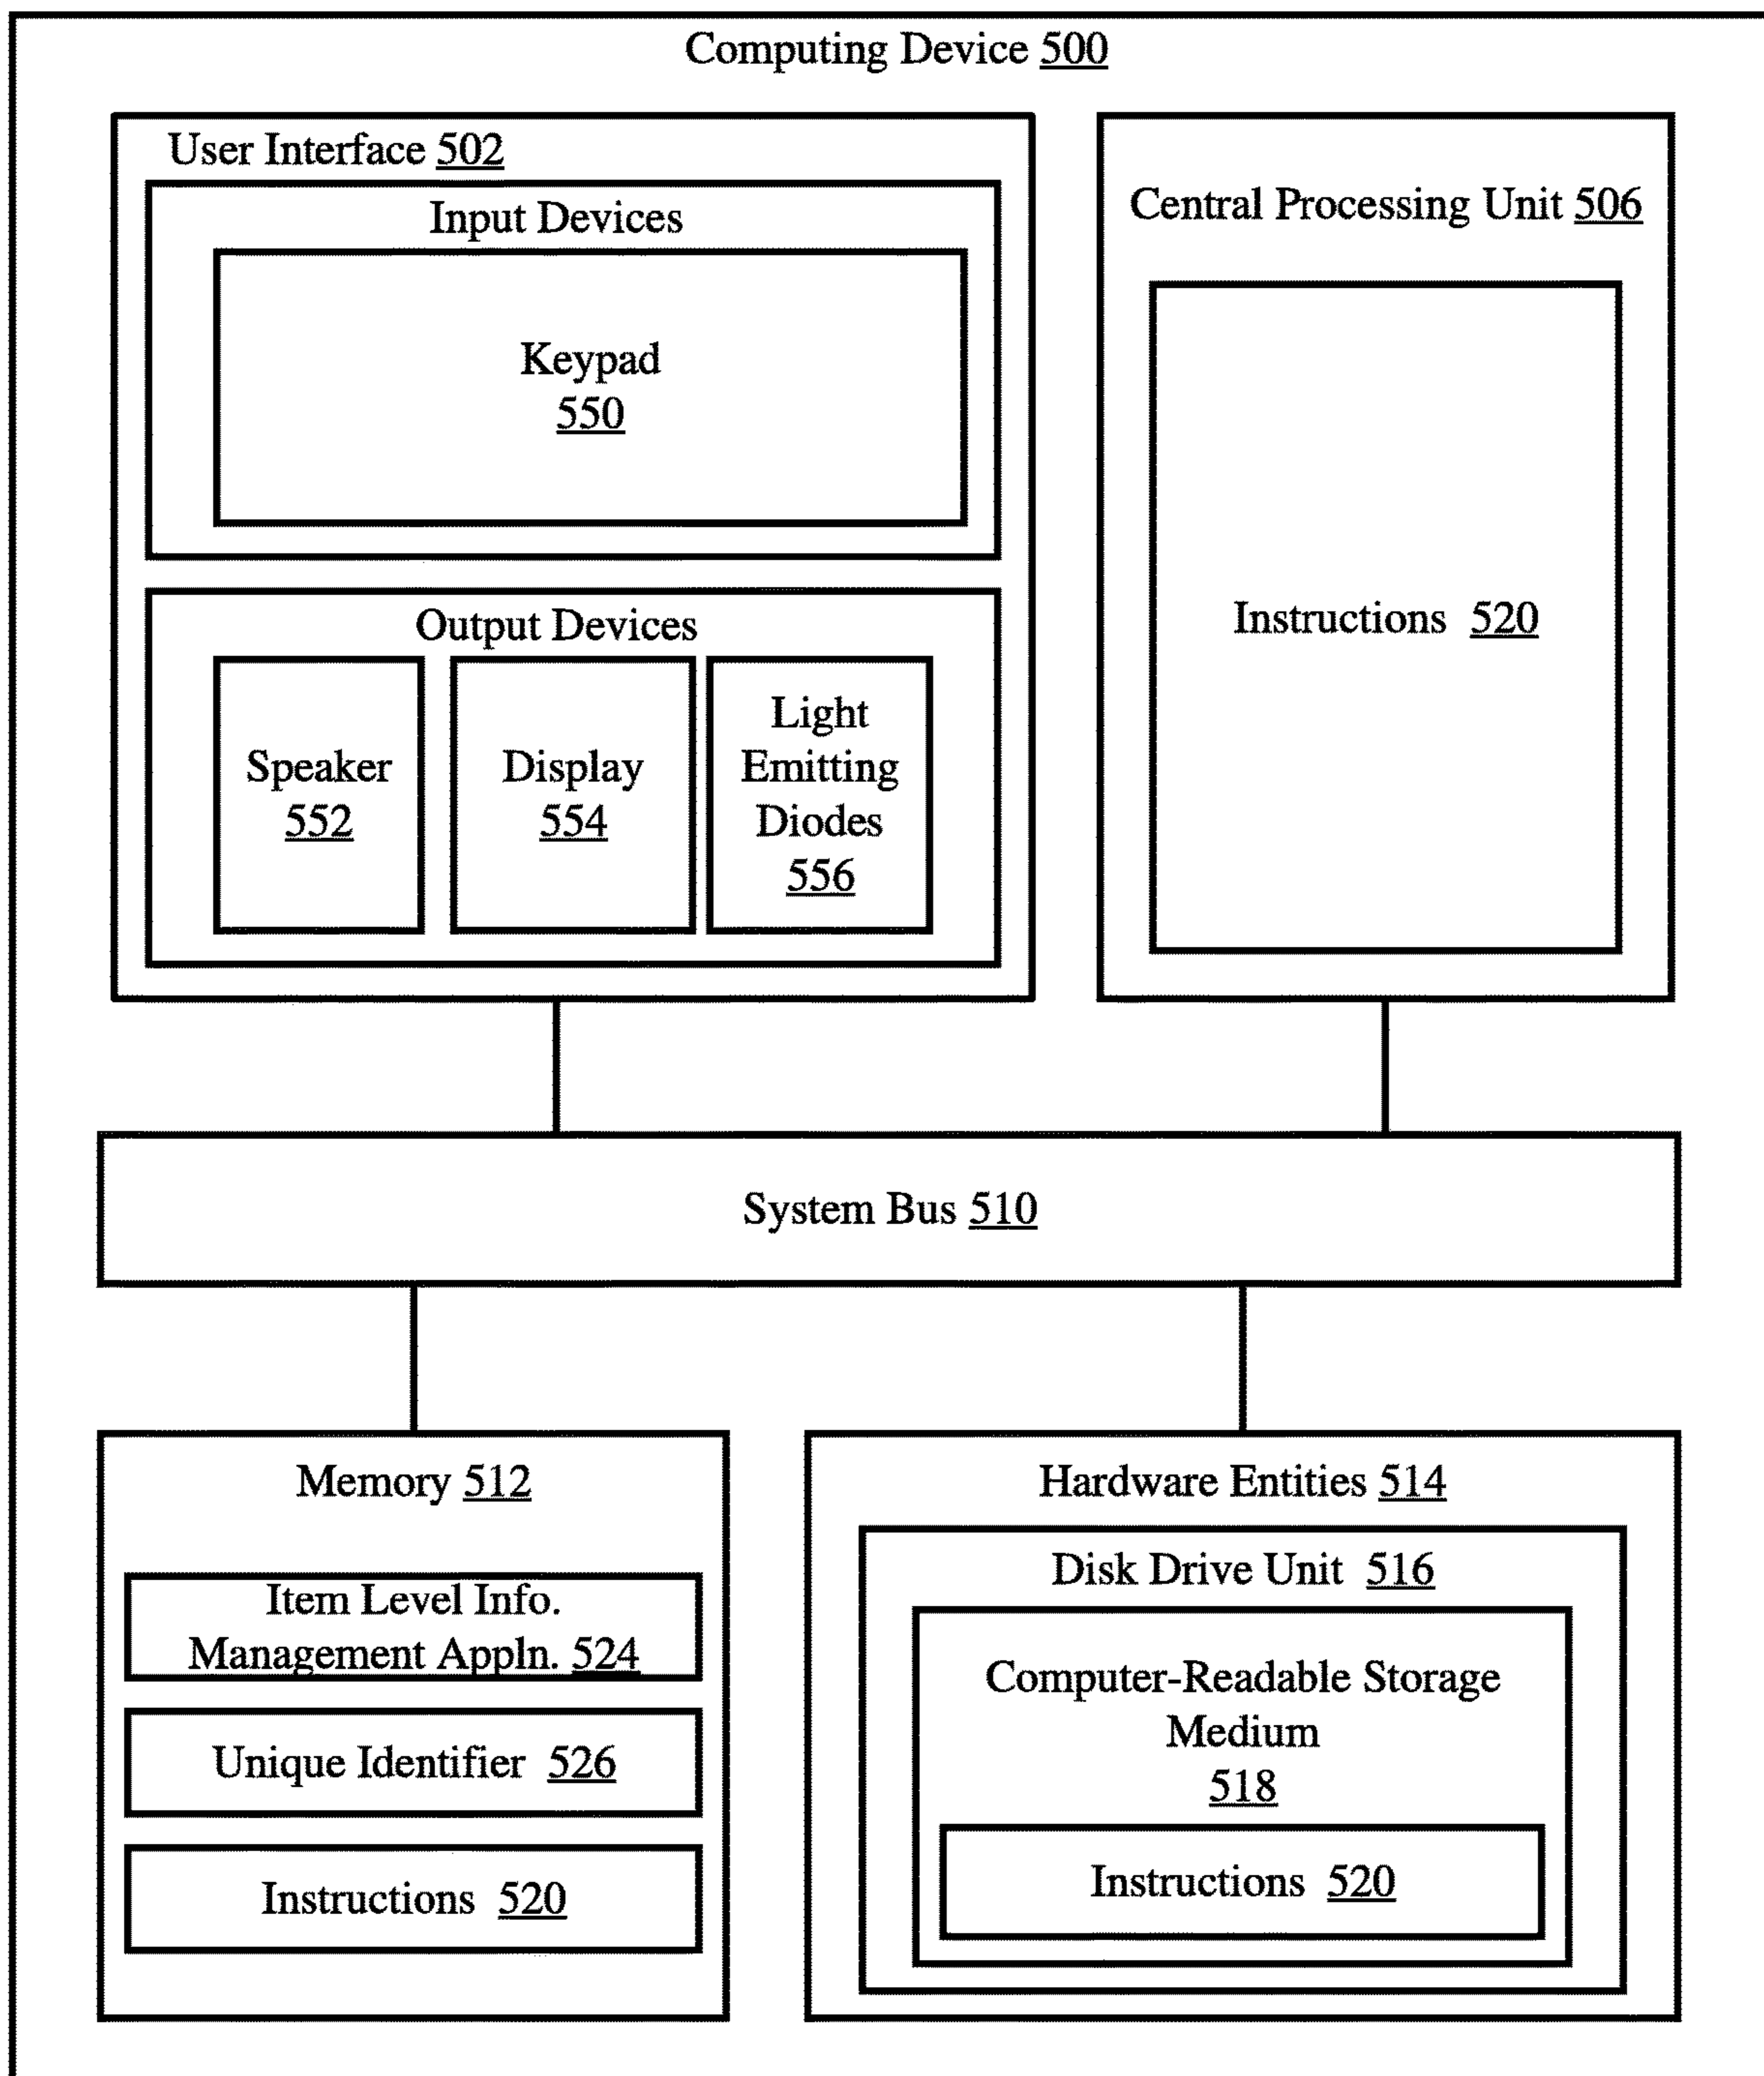 Computing Device 500
User Interface 502
Input Devices
Keypad
550
Output Devices
Speaker
552
Display
554
Light
Emitting
Diodes
556
Central Processing Unit 506
Instructions 520
System Bus 510
Memory 512
Item Level Info.
Management Appln. 524
Unique Identifier 526
Instructions 520
Hardware Entities 514
Disk Drive Unit 516
Computer-Readable Storage
Medium
518
Instructions 520